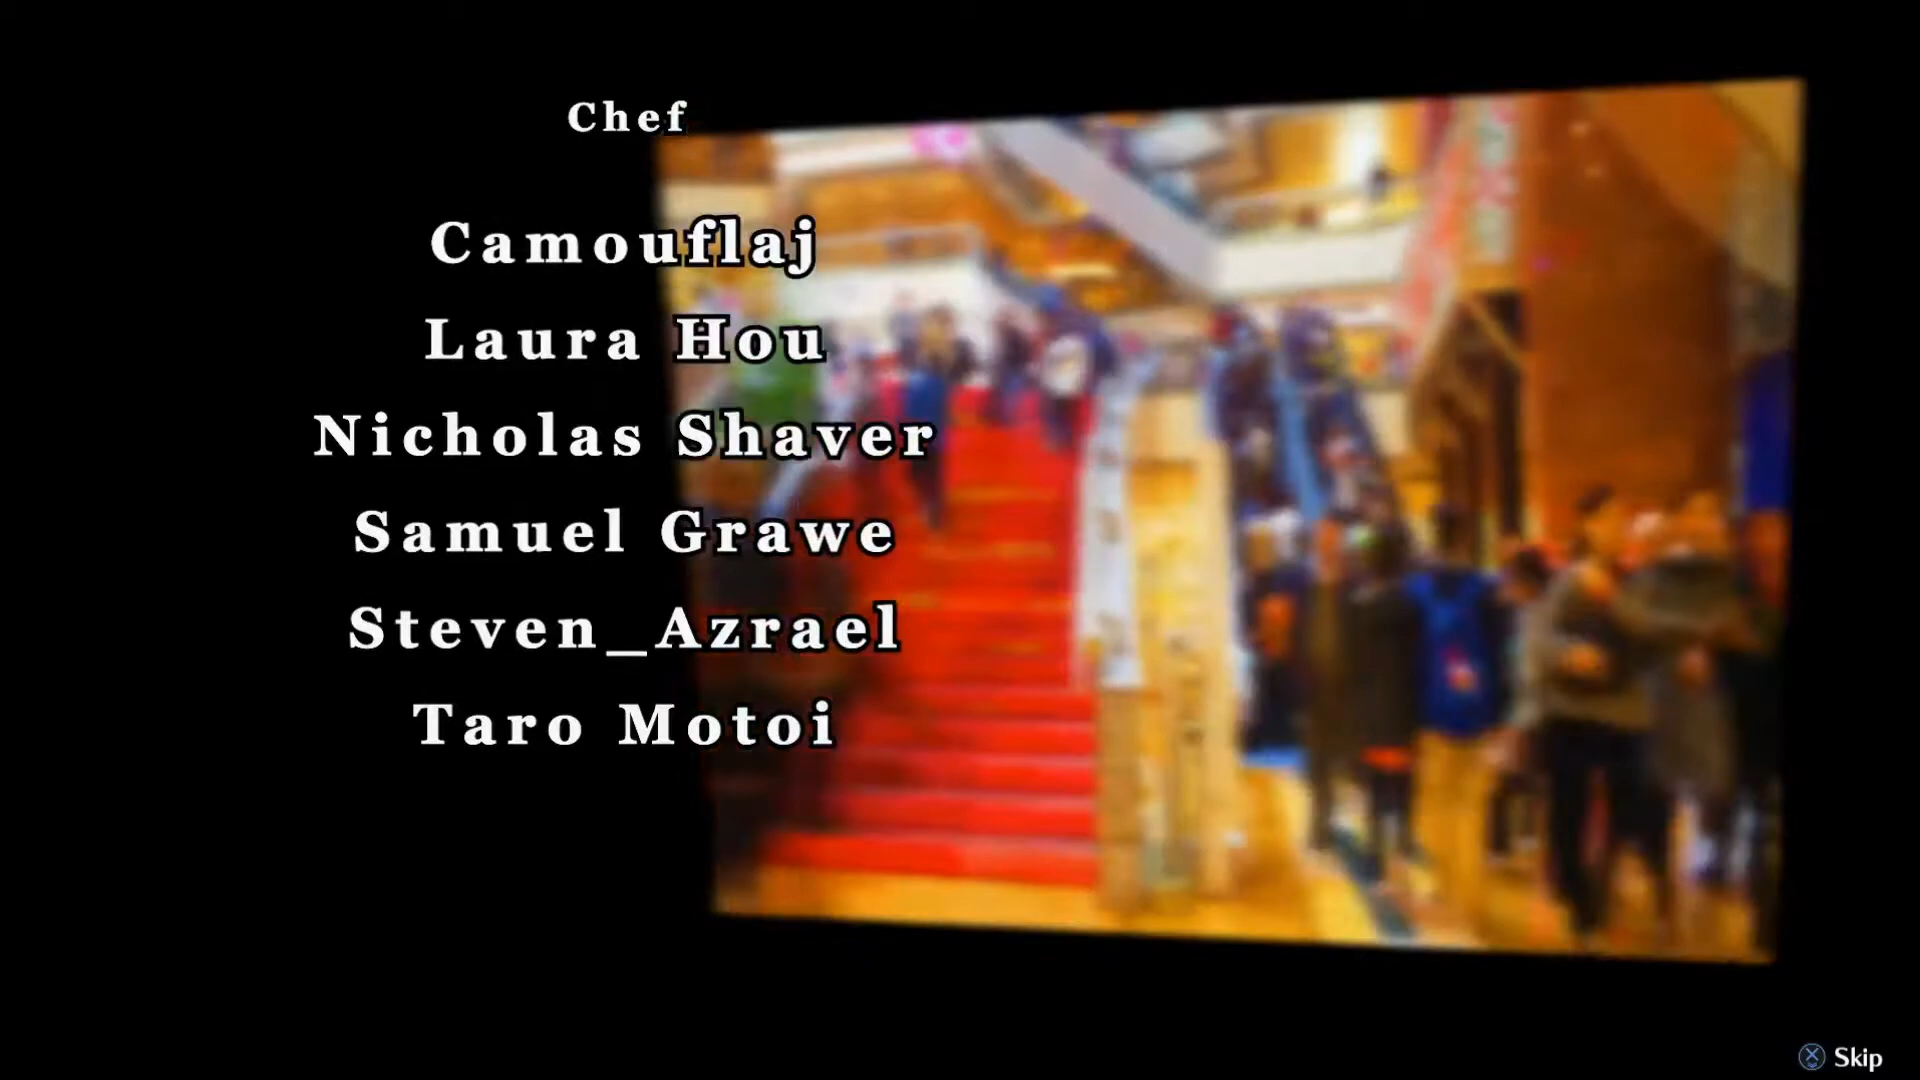 Chef
Camouflaj
Laura Hou
Nicholas Shaver
Samuel Grawe
Steven_Azrael
Taro Motoi
Skip